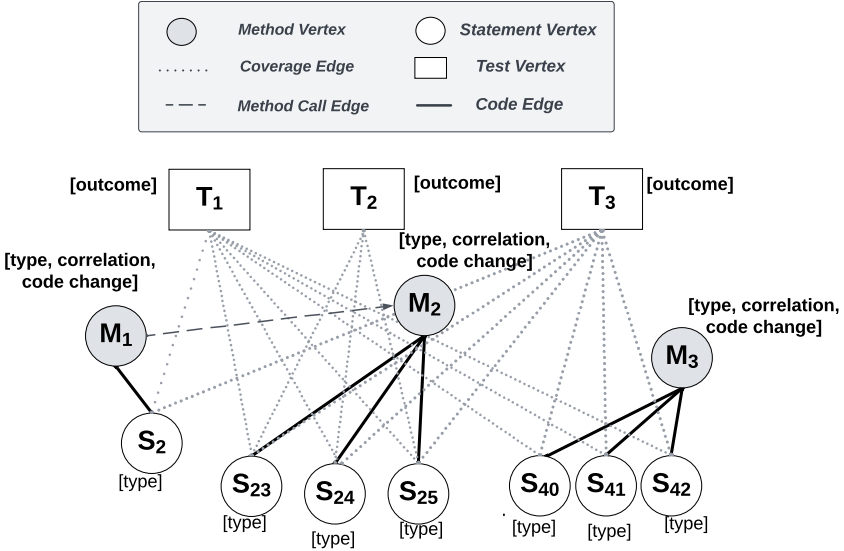 Method Vertex
Statement Vertex
Coverage Edge
Test Vertex
Method Call Edge
Code Edge
[outcome]
T1
T2
[outcome]
T3
[outcome]
[type, correlation,
code change]
[type, correlation,
code change]
[type, correlation,
code change]
M1
M2
M3
S2
[type]
S23
S24
S25
S40
S41
S42
[type]
[type]
[type]
[type]
[type]
[type]